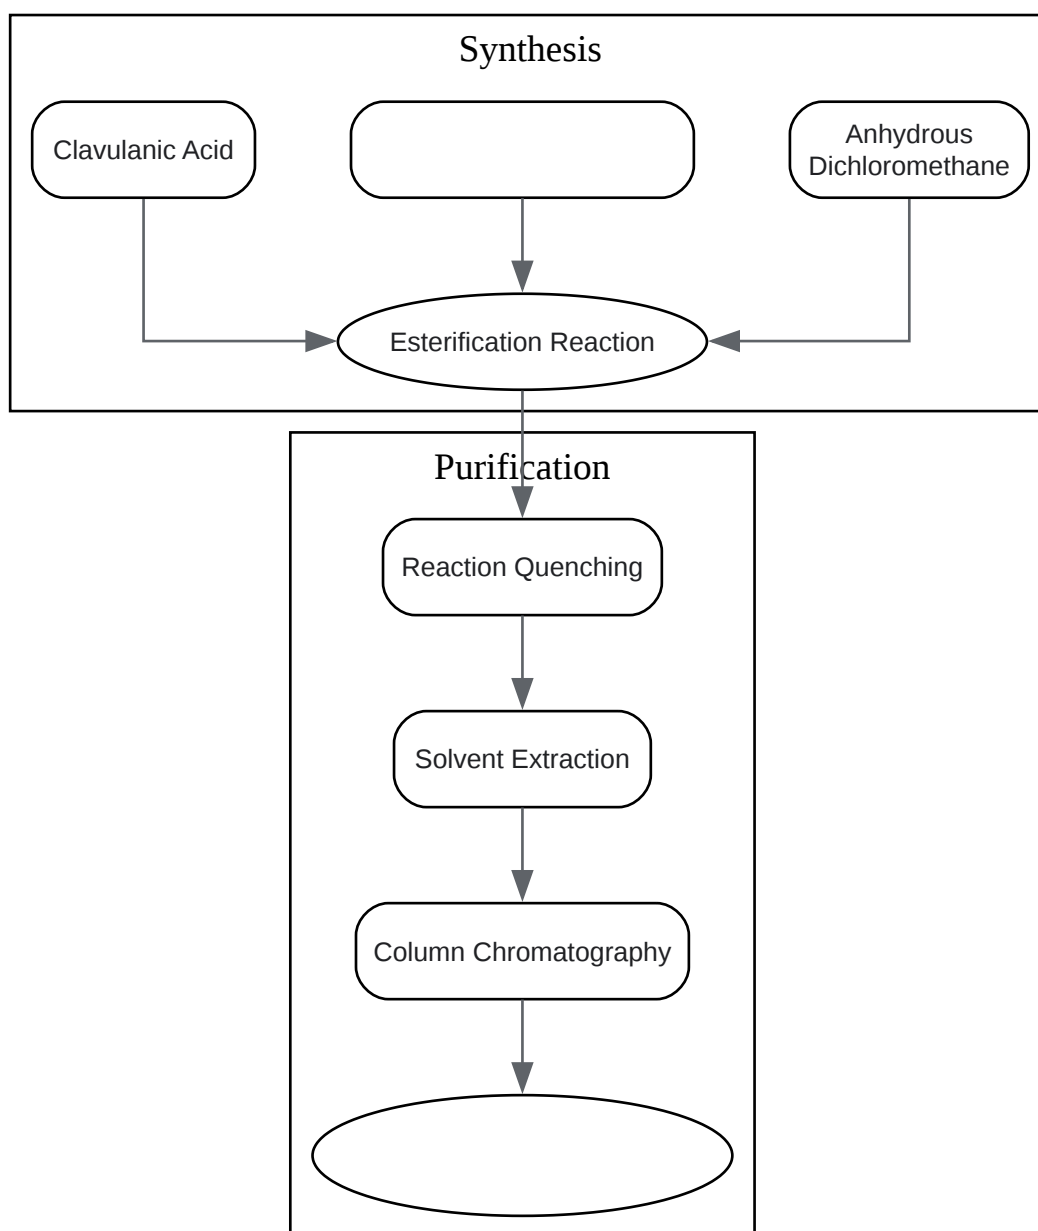 Synthesis
Clavulanic Acid
Anhydrous
Dichloromethane
Esterification Reaction
Purification
Reaction Quenching
Solvent Extraction
Column Chromatography